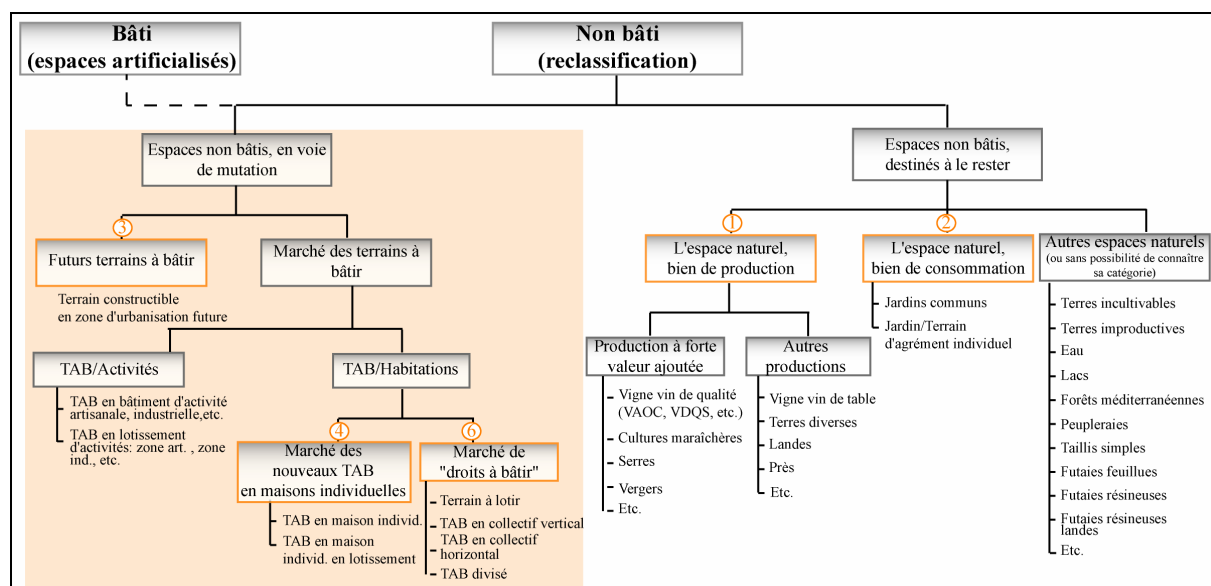 Bâti
(espaces artificialisés)
Non bâti
(reclassification)
Espaces non bâtis, en voie
de mutation
Espaces non bâtis,
destinés à le rester
3
Futurs terrains à bâtir
Terrain constructible
en zone d'urbanisation future
Marché des terrains à
bâtir
1
L'espace naturel,
bien de production
2
L'espace naturel,
bien de consommation
Jardins communs
Jardin/Terrain
d'agrément individuel
Autres espaces naturels
(ou sans possibilité de connaître
sa catégorie)
Terres incultivables
Terres improductives
Eau
Lacs
Forêts méditerranéennes
Peupleraies
Taillis simples
Futaies feuillues
Futaies résineuses
Futaies résineuses
landes
Etc.
TAB/Activités
TAB en bâtiment d'activité
artisanale, industrielle,etc.
TAB en lotissement
d'activités: zone art. , zone
ind., etc.
TAB/Habitations
4
Marché des
nouveaux TAB
en maisons individuelles
TAB en maison individ.
TAB en maison
individ. en lotissement
6
Marché de
"droits à bâtir"
Terrain à lotir
TAB en collectif vertical
TAB en collectif
horizontal
TAB divisé
Production à forte
valeur ajoutée
Vigne vin de qualité
(VAOC, VDQS, etc.)
Cultures maraîchères
Serres
Vergers
Etc.
Autres
productions
Vigne vin de table
Terres diverses
Landes
Près
Etc.